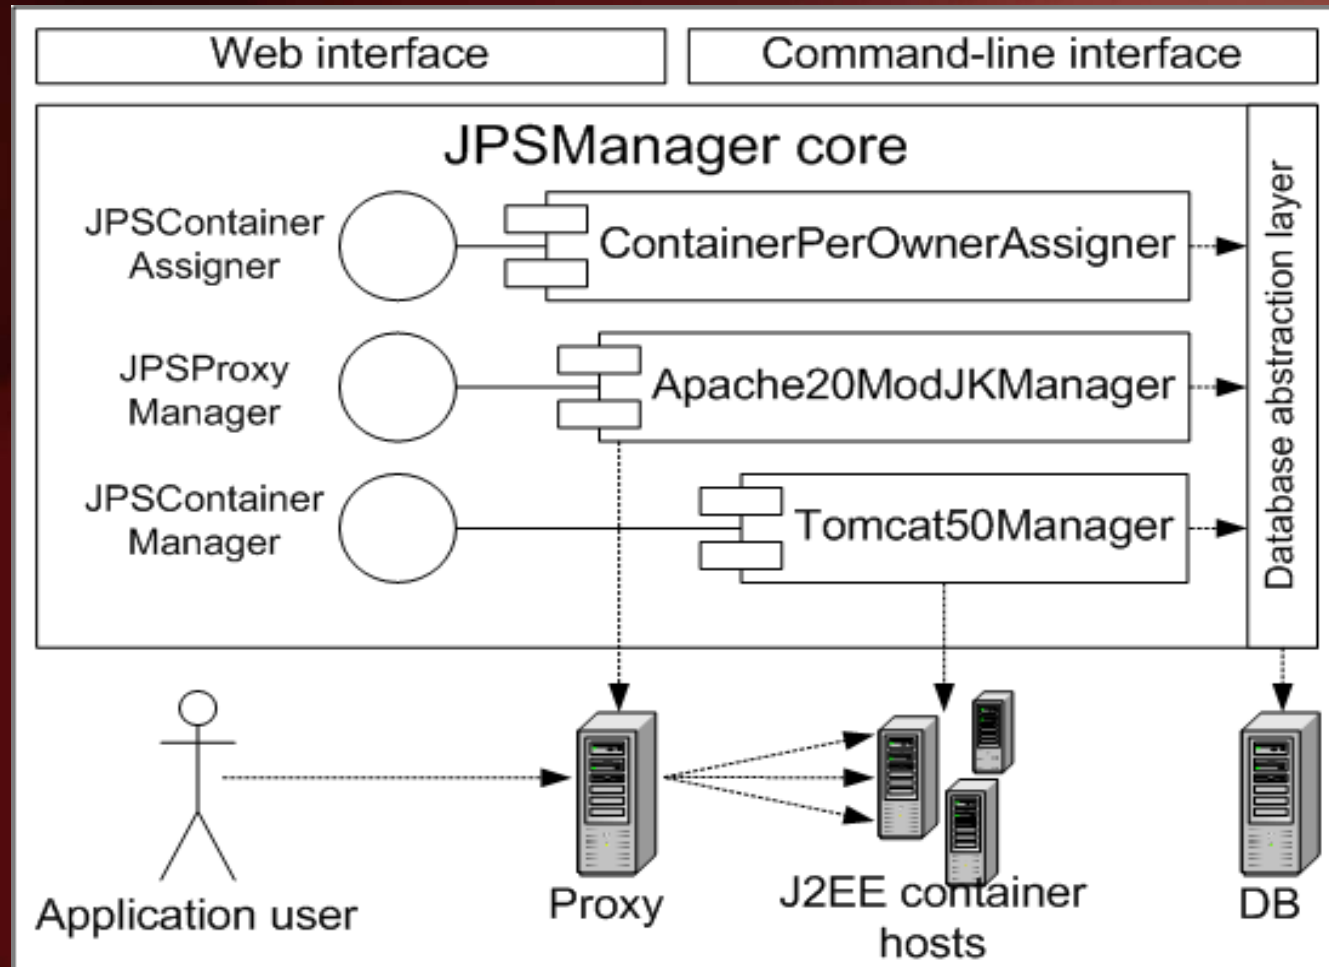 Web interface
Command-line interface
JPSManager core
JPSContainer
Assigner
ContainerPerOwnerAssigner
JPSProxy
Manager
Apache20ModJKManager
JPSContainer
Manager
Tomcat50Manager
Database abstraction layer
Application user
Proxy
J2EE container
hosts
DB